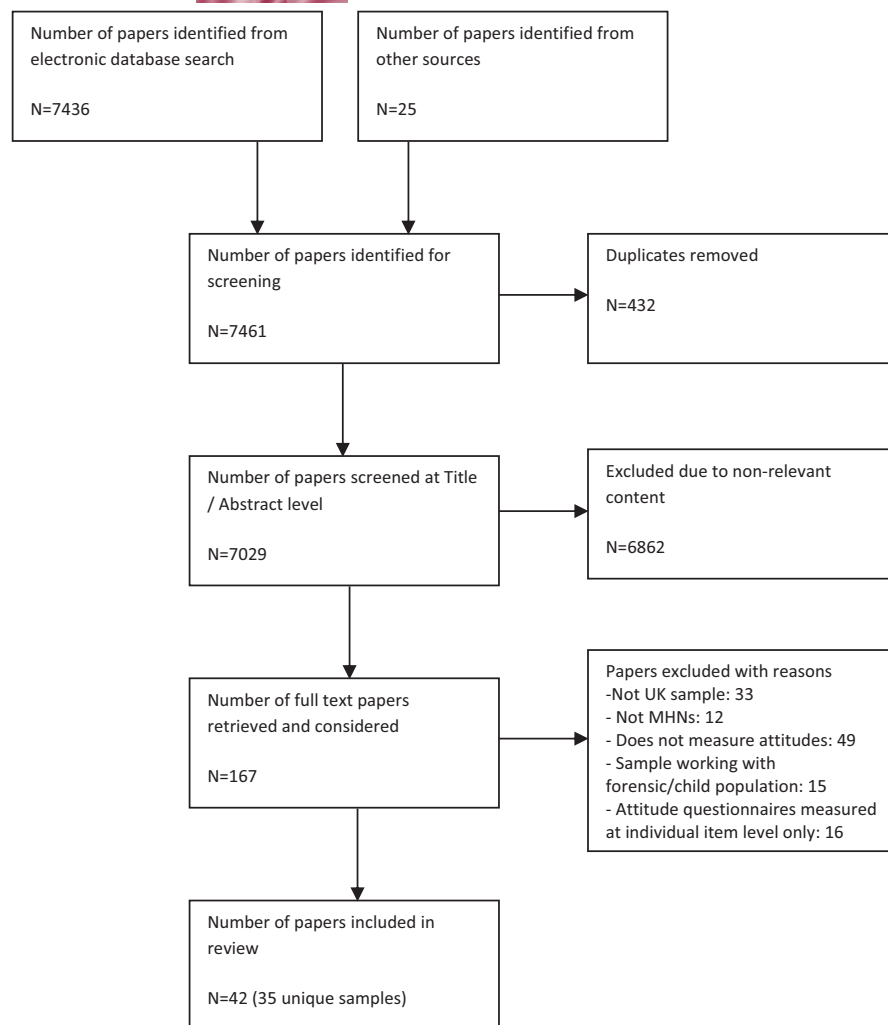 Number of papers identified from
electronic database search
N=7436
Number of papers identified from
other sources
N=25
Number of papers identified for
screening
N=7461
Duplicates removed
N=432
Number of papers screened at Title
/ Abstract level
N=7029
Excluded due to non-relevant
content
N=6862
Number of full text papers
retrieved and considered
N=167
Papers excluded with reasons
-Not UK sample: 33
- Not MHNs: 12
- Does not measure attitudes: 49
- Sample working with
forensic/child population: 15
- Attitude questionnaires measured
at individual item level only: 16
Number of papers included in
review
N=42 (35 unique samples)